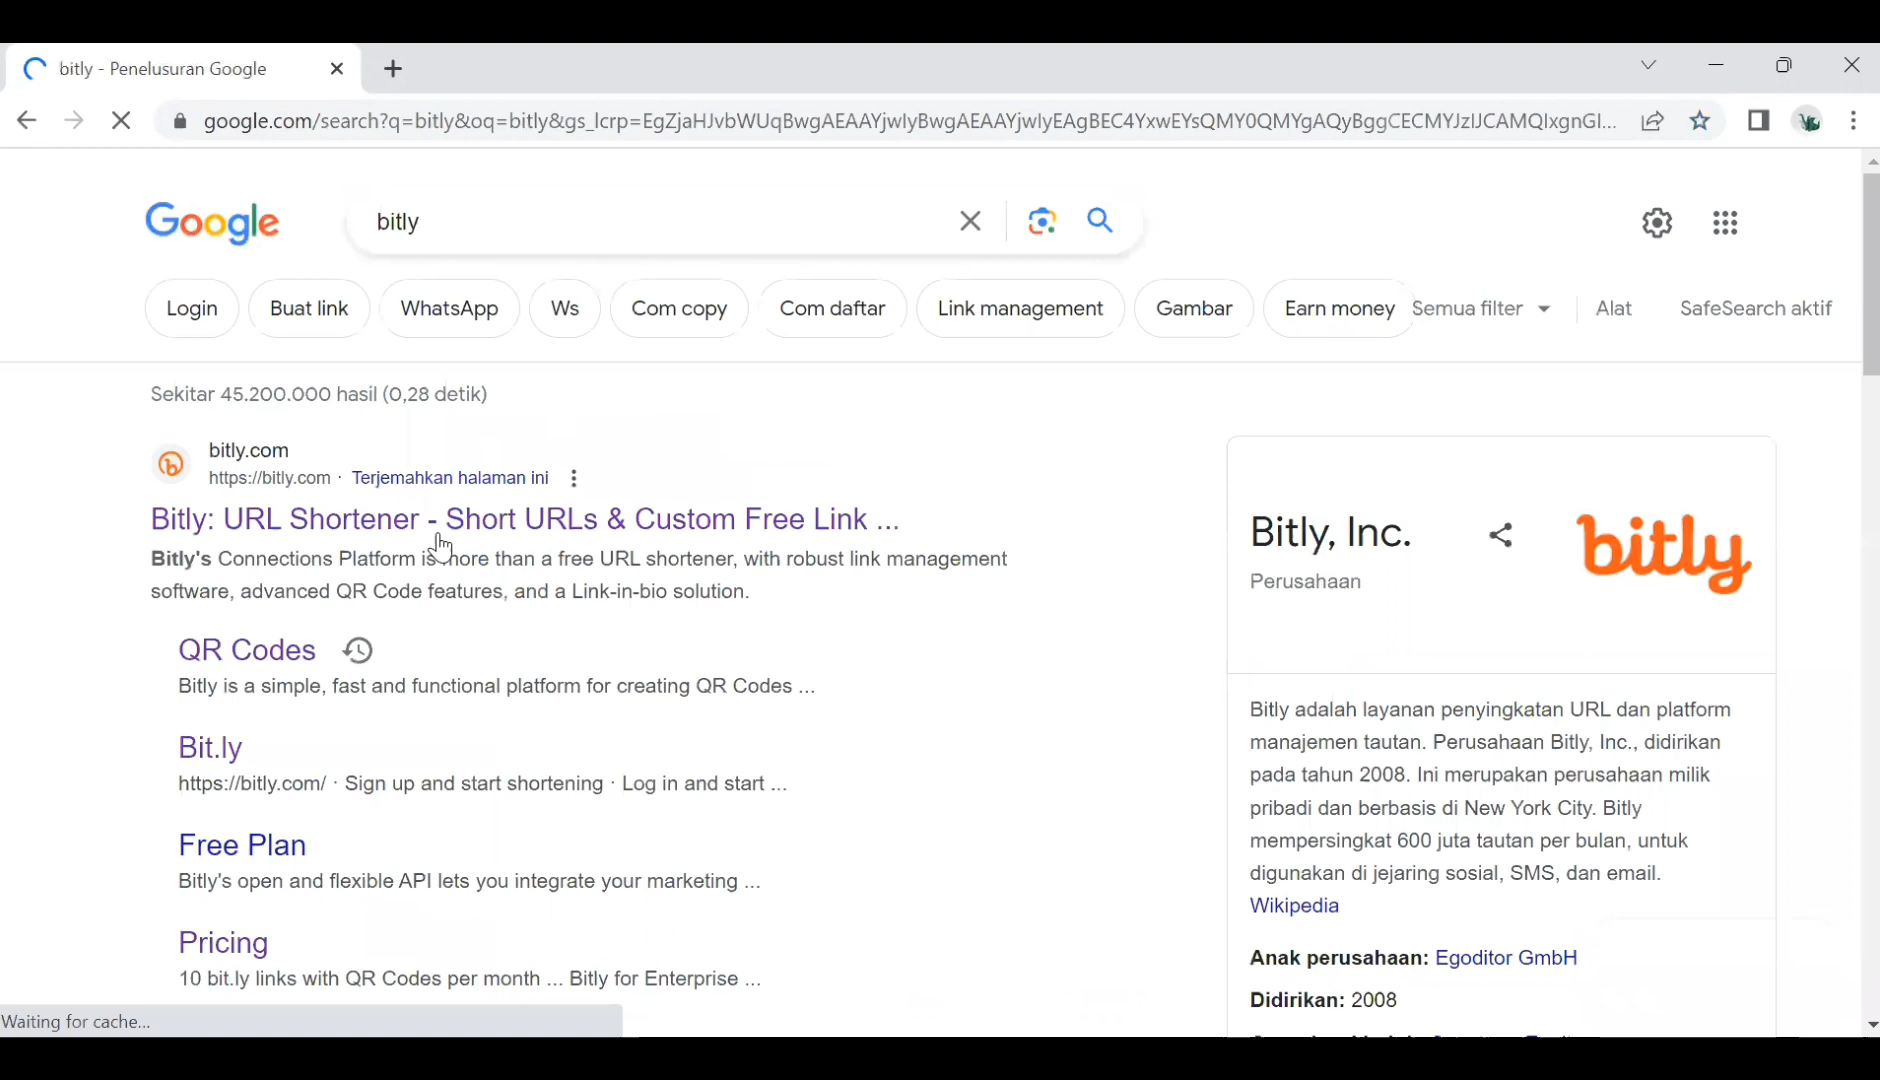 bitly - Penelusuran Google
google.com/search?q=bitly&oq=bitly&gs_lcrp=EgZjaHJvbWUqBwgAEAAYjwIyBwgAEAAYjwIyEAgBEC4YxwEYsQMY0QMYgAQyBggCECMYJzIJCAMQIxgnGI...
Google
bitly
Login
Buat link
WhatsApp
Ws
Com copy
Com daftar
Link management
Gambar
Earn money
Semua filter
Alat
SafeSearch aktif
Sekitar 45.200.000 hasil (0,28 detik)
bitly.com
https://bitly.com · Terjemahkan halaman ini
Bitly: URL Shortener - Short URLs & Custom Free Link ...
Bitly's Connections Platform is more than a free URL shortener, with robust link management
software, advanced QR Code features, and a Link-in-bio solution.
QR Codes
Bitly is a simple, fast and functional platform for creating QR Codes ...
Bit.ly
https://bitly.com/ · Sign up and start shortening · Log in and start ...
Free Plan
Bitly's open and flexible API lets you integrate your marketing ...
Pricing
10 bit.ly links with QR Codes per month ... Bitly for Enterprise ...
Waiting for cache...
Bitly, Inc.
Perusahaan
bitly
Bitly adalah layanan penyingkatan URL dan platform
manajemen tautan. Perusahaan Bitly, Inc., didirikan
pada tahun 2008. Ini merupakan perusahaan milik
pribadi dan berbasis di New York City. Bitly
mempersingkat 600 juta tautan per bulan, untuk
digunakan di jejaring sosial, SMS, dan email.
Wikipedia
Anak perusahaan: Egoditor GmbH
Didirikan: 2008